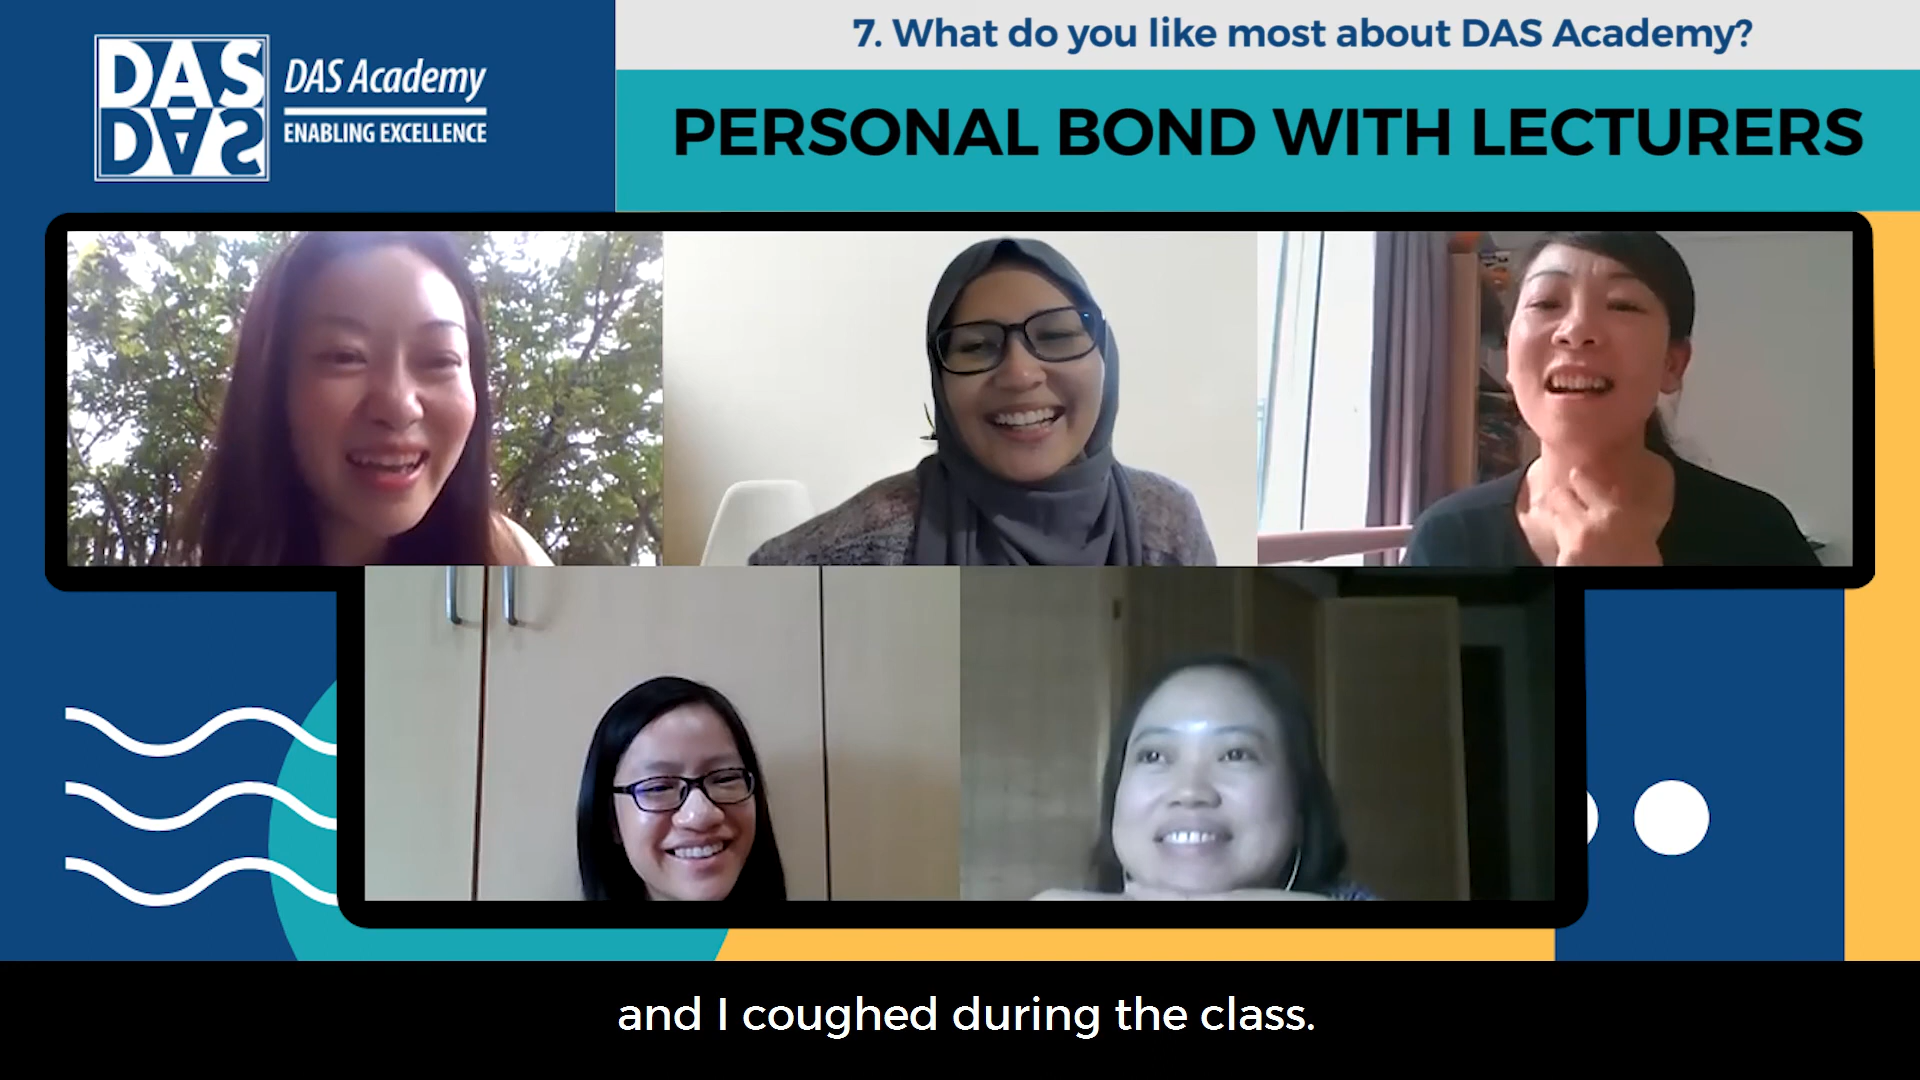 7. What do you like most about DAS Academy?
DAS
DAS
DAS Academy
ENABLING EXCELLENCE
PERSONAL BOND WITH LECTURERS
and I coughed during the class.